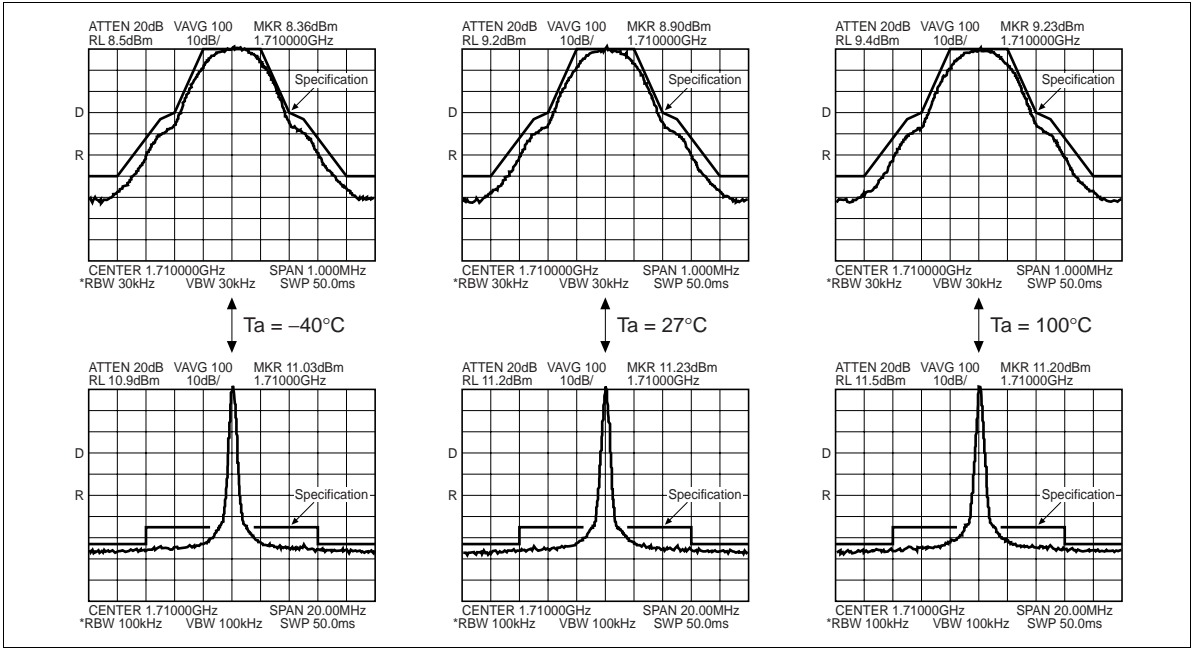 ATTEN 20dB VAVG 100 MKR 8.36dBm
RL 8.5dBm 10dB/ 1.710000GHz
Specification
D
R
CENTER 1.710000GHz SPAN 1.000MHz
*RBW 30kHz VBW 30kHz SWP 50.0ms
ATTEN 20dB VAVG 100 MKR 8.90dBm
RL 9.2dBm 10dB/ 1.710000GHz
Specification
D
R
CENTER 1.710000GHz SPAN 1.000MHz
*RBW 30kHz VBW 30kHz SWP 50.0ms
ATTEN 20dB VAVG 100 MKR 9.23dBm
RL 9.4dBm 10dB/ 1.710000GHz
Specification
D
R
CENTER 1.710000GHz SPAN 1.000MHz
*RBW 30kHz VBW 30kHz SWP 50.0ms
Ta = −40°C
Ta = 27°C
Ta = 100°C
ATTEN 20dB VAVG 100 MKR 11.03dBm
RL 10.9dBm 10dB/ 1.71000GHz
D
R
Specification
CENTER 1.71000GHz SPAN 20.00MHz
*RBW 100kHz VBW 100kHz SWP 50.0ms
ATTEN 20dB VAVG 100 MKR 11.23dBm
RL 11.2dBm 10dB/ 1.71000GHz
D
R
Specification
CENTER 1.71000GHz SPAN 20.00MHz
*RBW 100kHz VBW 100kHz SWP 50.0ms
ATTEN 20dB VAVG 100 MKR 11.20dBm
RL 11.5dBm 10dB/ 1.71000GHz
D
R
Specification
CENTER 1.71000GHz SPAN 20.00MHz
*RBW 100kHz VBW 100kHz SWP 50.0ms